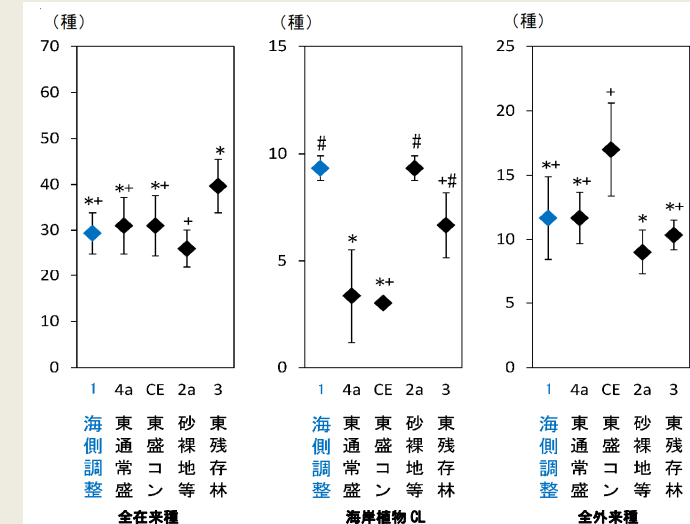 （種）
70
60
50
40
30
20
10
0
*+
*+
*+
+
*
1 4a CE 2a 3
海側調整
東通常盛
東盛コン
砂裸地等
東残存林
全在来種
（種）
15
10
5
0
#
*
*+
#
+#
1 4a CE 2a 3
海側調整
東通常盛
東盛コン
砂裸地等
東残存林
海岸植物CL
（種）
25
20
15
10
5
0
*+
*+
+
*
*+
1 4a CE 2a 3
海側調整
東通常盛
東盛コン
砂裸地等
東残存林
全外来種